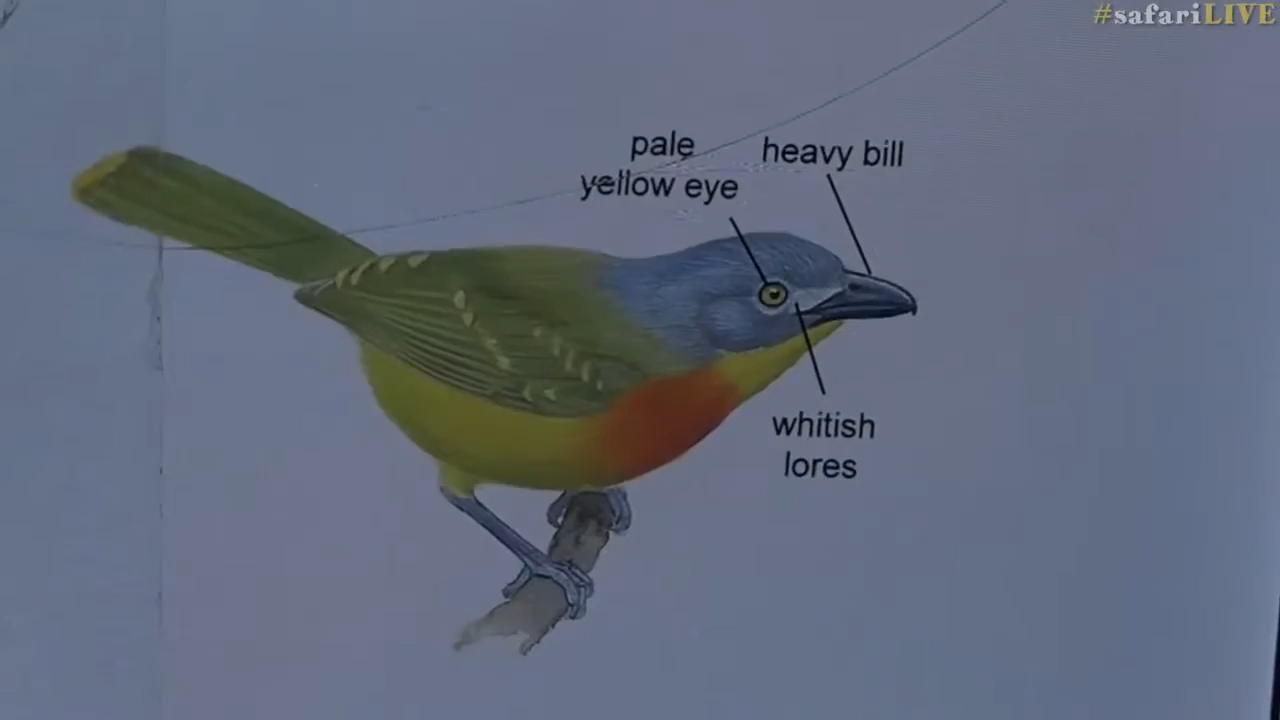 #safariLIVE
pale
yellow eye
heavy bill
whitish
lores